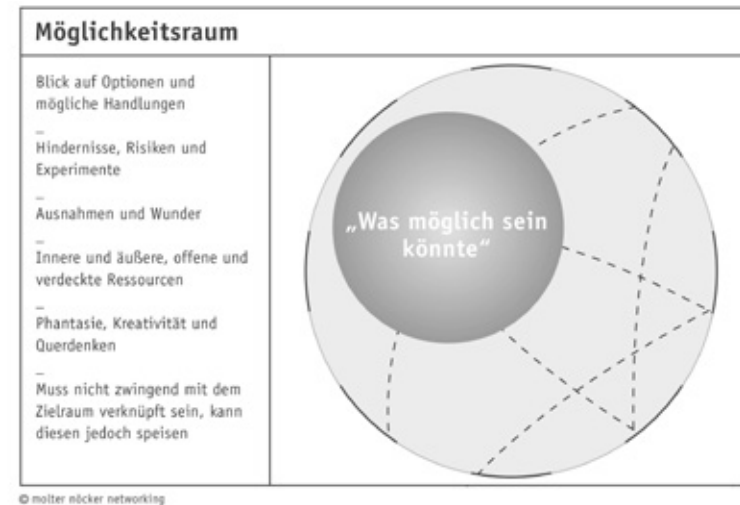 Möglichkeitsraum
Blick auf Optionen und
mögliche Handlungen
–
Hindernisse, Risiken und
Experimente
–
Ausnahmen und Wunder
–
Innere und äußere, offene und
verdeckte Ressourcen
–
Phantasie, Kreativität und
Querdenken
–
Muss nicht zwingend mit dem
Zielraum verknüpft sein, kann
diesen jedoch speisen
„Was möglich sein
könnte“
© molter nöcker networking